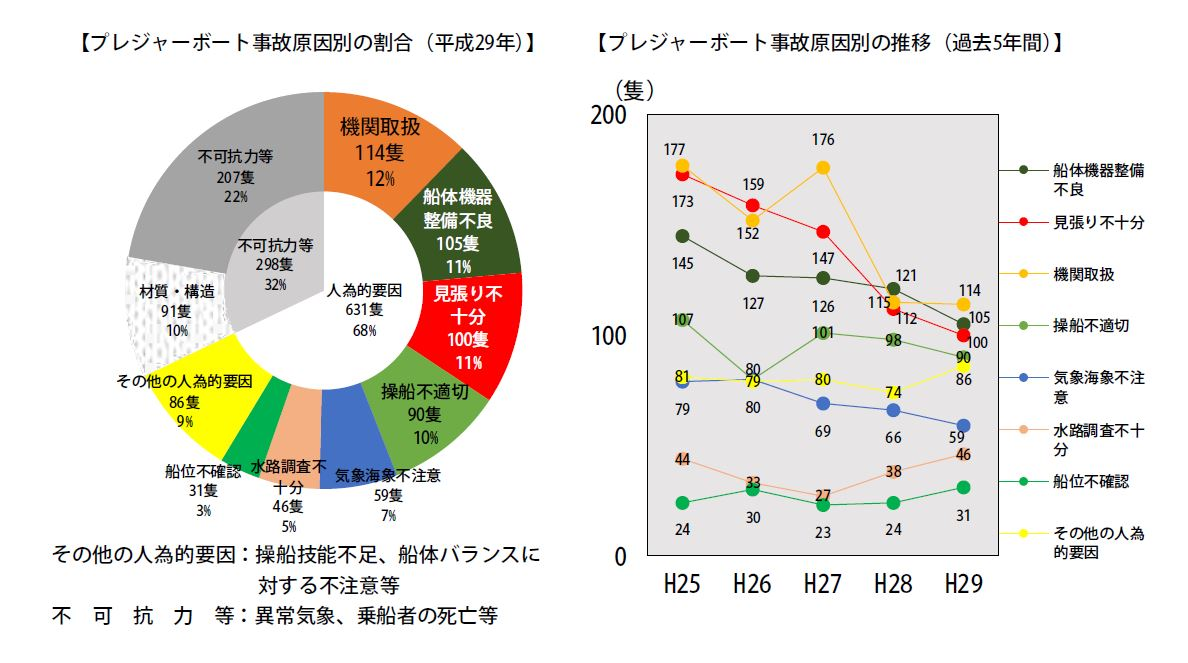 【プレジャーボート事故原因別の割合（平成29年）】
機関取扱
114隻
12%
船体機器
整備不良
105隻
11%
見張り不
十分
100隻
11%
操船不適切
90隻
10%
気象海象不注意
59隻
7%
水路調査不
十分
46隻
5%
船位不確認
31隻
3%
その他の人為的要因
86隻
9%
材質・構造
91隻
10%
不可抗力等
207隻
22%
不可抗力等
298隻
32%
人為的要因
631隻
68%
その他の人為的要因：操船技能不足、船体バランスに
対する不注意等
不　可　抗　力　等：異常気象、乗船者の死亡等
【プレジャーボート事故原因別の推移（過去5年間）】
（隻）
200
100
0
177
152
176
115
114
173
159
147
112
100
145
127
126
121
105
107
80
101
98
90
81
79
80
74
86
79
80
69
66
59
44
33
27
38
46
24
30
23
24
31
H25
H26
H27
H28
H29
船体機器整備
不良
見張り不十分
機関取扱
操船不適切
気象海象不注
意
水路調査不十
分
船位不確認
その他の人為
的要因